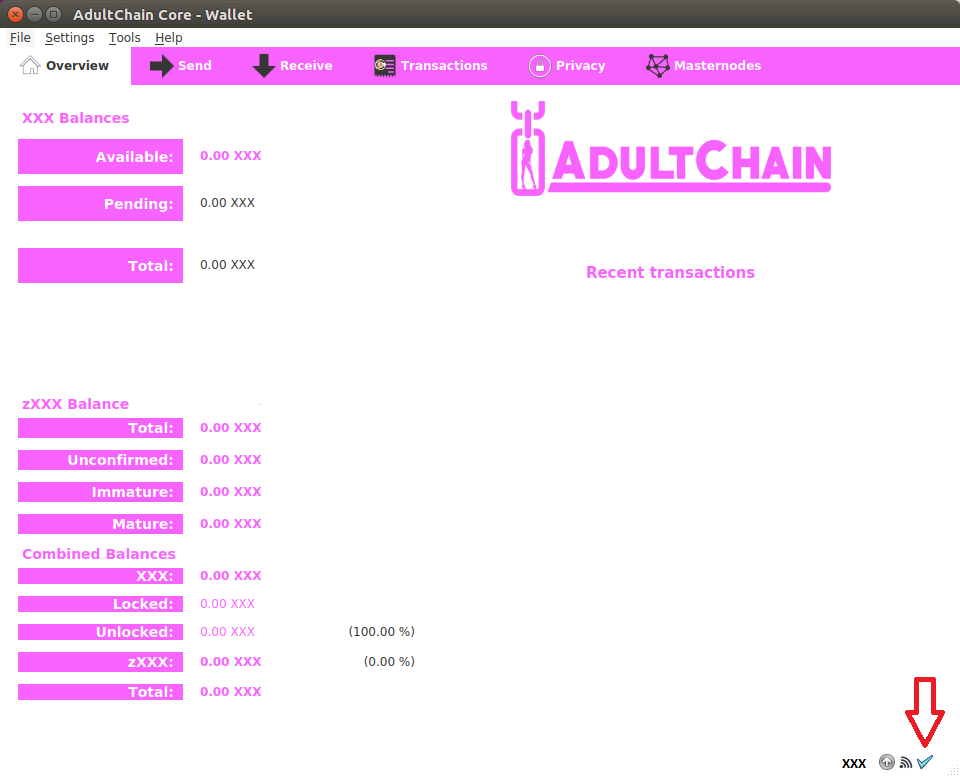 AdultChain Core - Wallet
File Settings Tools Help
Overview Send Receive Transactions Privacy Masternodes
XXX Balances
Available: 0.00 XXX
Pending: 0.00 XXX
Total: 0.00 XXX
ADULTCHAIN
Recent transactions
zXXX Balance
Total: 0.00 XXX
Unconfirmed: 0.00 XXX
Immature: 0.00 XXX
Mature: 0.00 XXX
Combined Balances
XXX: 0.00 XXX
Locked: 0.00 XXX
Unlocked: 0.00 XXX (100.00 %)
zXXX: 0.00 XXX (0.00 %)
Total: 0.00 XXX
XXX